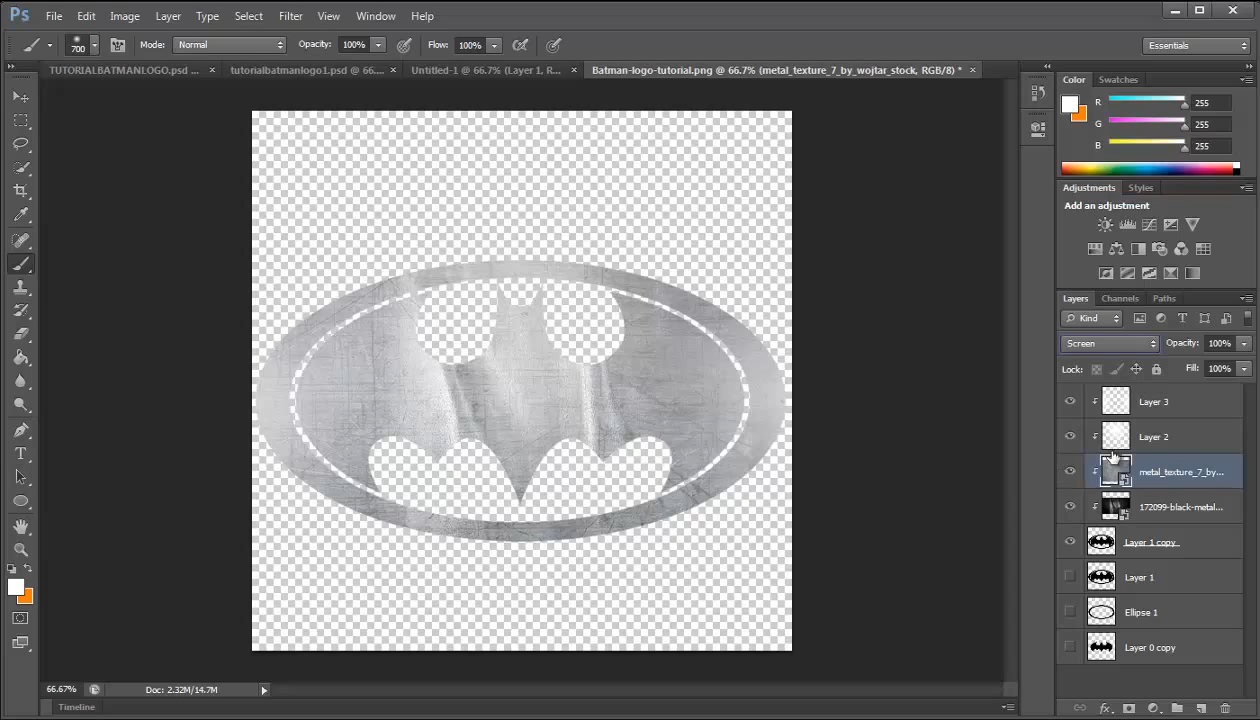 Ps File Edit Image Layer Type Select Filter View Window Help
700 Mode: Normal Opacity: 100% Flow: 100% Essentials
TUTORIALBATMANLOGO.psd ... × tutorialbatmanlogo1.psd @ 66.... × Untitled-1 @ 66.7% (Layer 1, R... × Batman-logo-tutorial.png @ 66.7% (metal_texture_7_by_wojtar_stock, RGB/8) * ×
Color Swatches
R 255
G 255
B 255
Adjustments Styles
Add an adjustment
Layers Channels Paths
Kind
Screen Opacity: 100%
Lock: Fill: 100%
Layer 3
Layer 2
metal_texture_7_by...
172099-black-metal...
Layer 1 copy
Layer 1
Ellipse 1
Layer 0 copy
66.67% Doc: 2.32M/14.7M
Timeline
fx